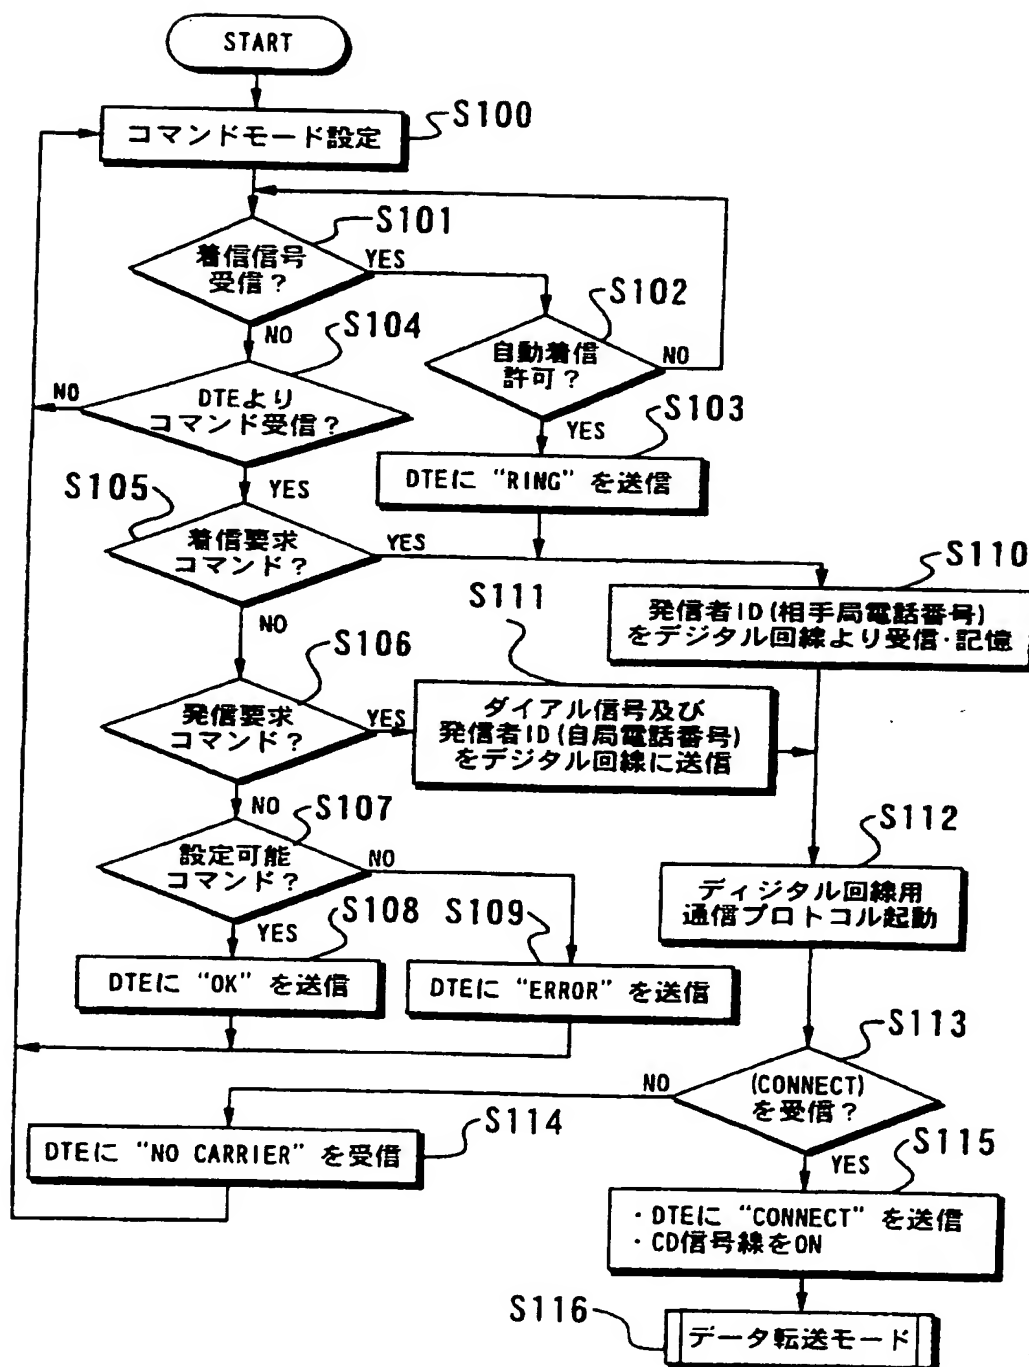 START
コマンドモード設定
S100
S101
着信信号
受信?
YES
NO
S102
自動着信
許可?
NO
YES
S103
DTEに“RING”を送信
S104
DTEより
コマンド受信?
NO
YES
S105
着信要求
コマンド?
YES
NO
S110
発信者ID(相手局電話番号)
をデジタル回線より受信·記憶
S106
発信要求
コマンド?
YES
NO
S111
ダイアル信号及び
発信者ID(自局電話番号)
をデジタル回線に送信
S107
設定可能
コマンド?
NO
YES
S108
DTEに“OK”を送信
S109
DTEに“ERROR”を送信
S112
ディジタル回線用
通信プロトコル起動
S113
(CONNECT)
を受信?
NO
YES
S114
DTEに“NO CARRIER”を受信
S115
·DTEに“CONNECT”を送信
·CD信号線をON
S116
データ転送モード